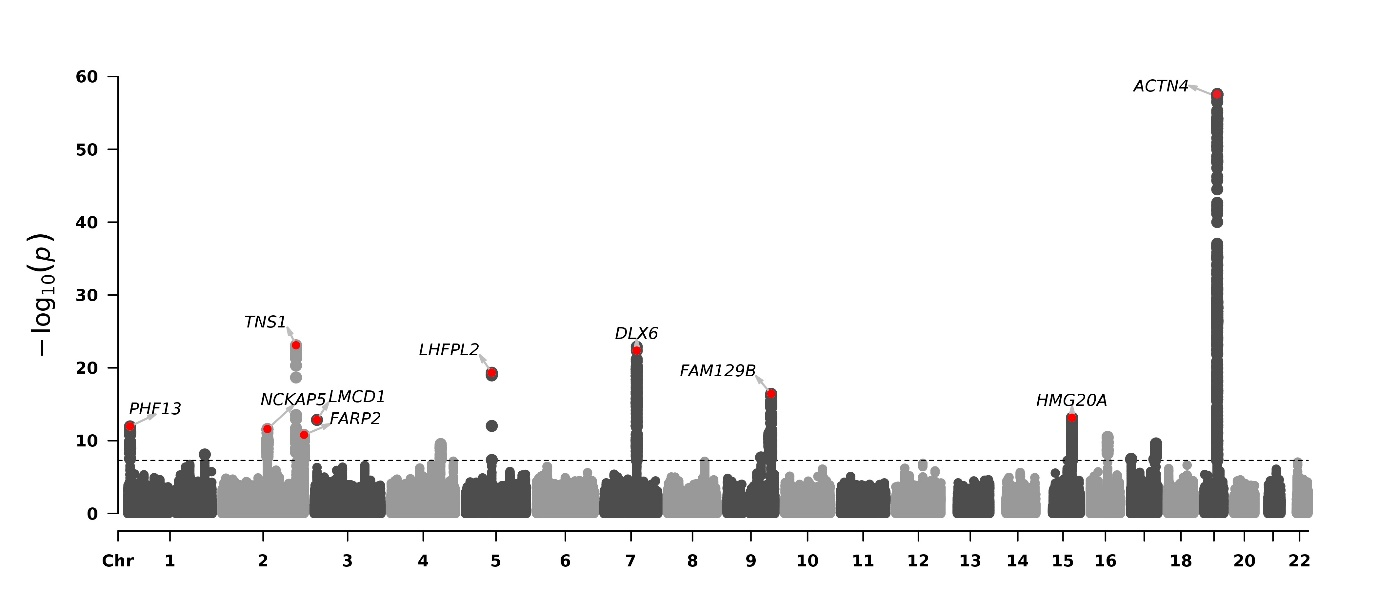 60
ACTN4
50
40
30
TNS1
DLX6
LHFPL2
20
FAM129B
NCKAP5
LMCD1
HMG20A
PHF13
FARP2
10
0
− log10(p)
Chr 1 2 3 4 5 6 7 8 9 10 11 12 13 14 15 16 18 20 22